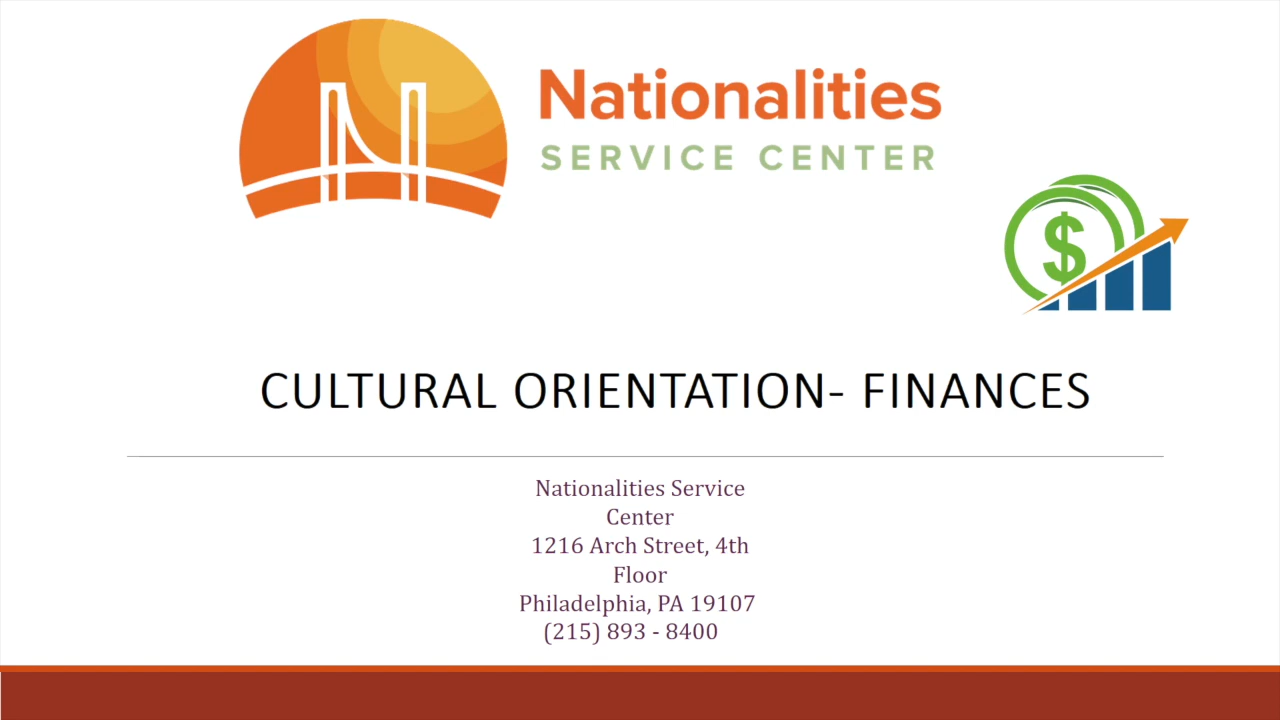 Nationalities
SERVICE CENTER
$
CULTURAL ORIENTATION- FINANCES
Nationalities Service
Center
1216 Arch Street, 4th
Floor
Philadelphia, PA 19107
(215) 893 - 8400